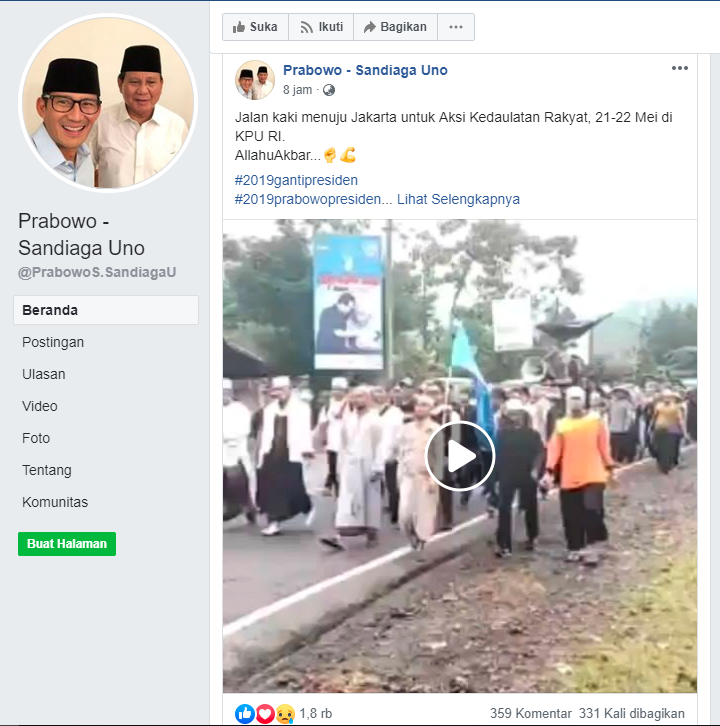 Suka
Ikuti
Bagikan
Prabowo - Sandiaga Uno
8 jam ·
Jalan kaki menuju Jakarta untuk Aksi Kedaulatan Rakyat, 21-22 Mei di
KPU RI.
AllahuAkbar...✊💪
#2019gantipresiden
#2019prabowopresiden... Lihat Selengkapnya
Prabowo -
Sandiaga Uno
@PrabowoS.SandiagaU
Beranda
Postingan
Ulasan
Video
Foto
Tentang
Komunitas
Buat Halaman
1,8 rb
359 Komentar 331 Kali dibagikan